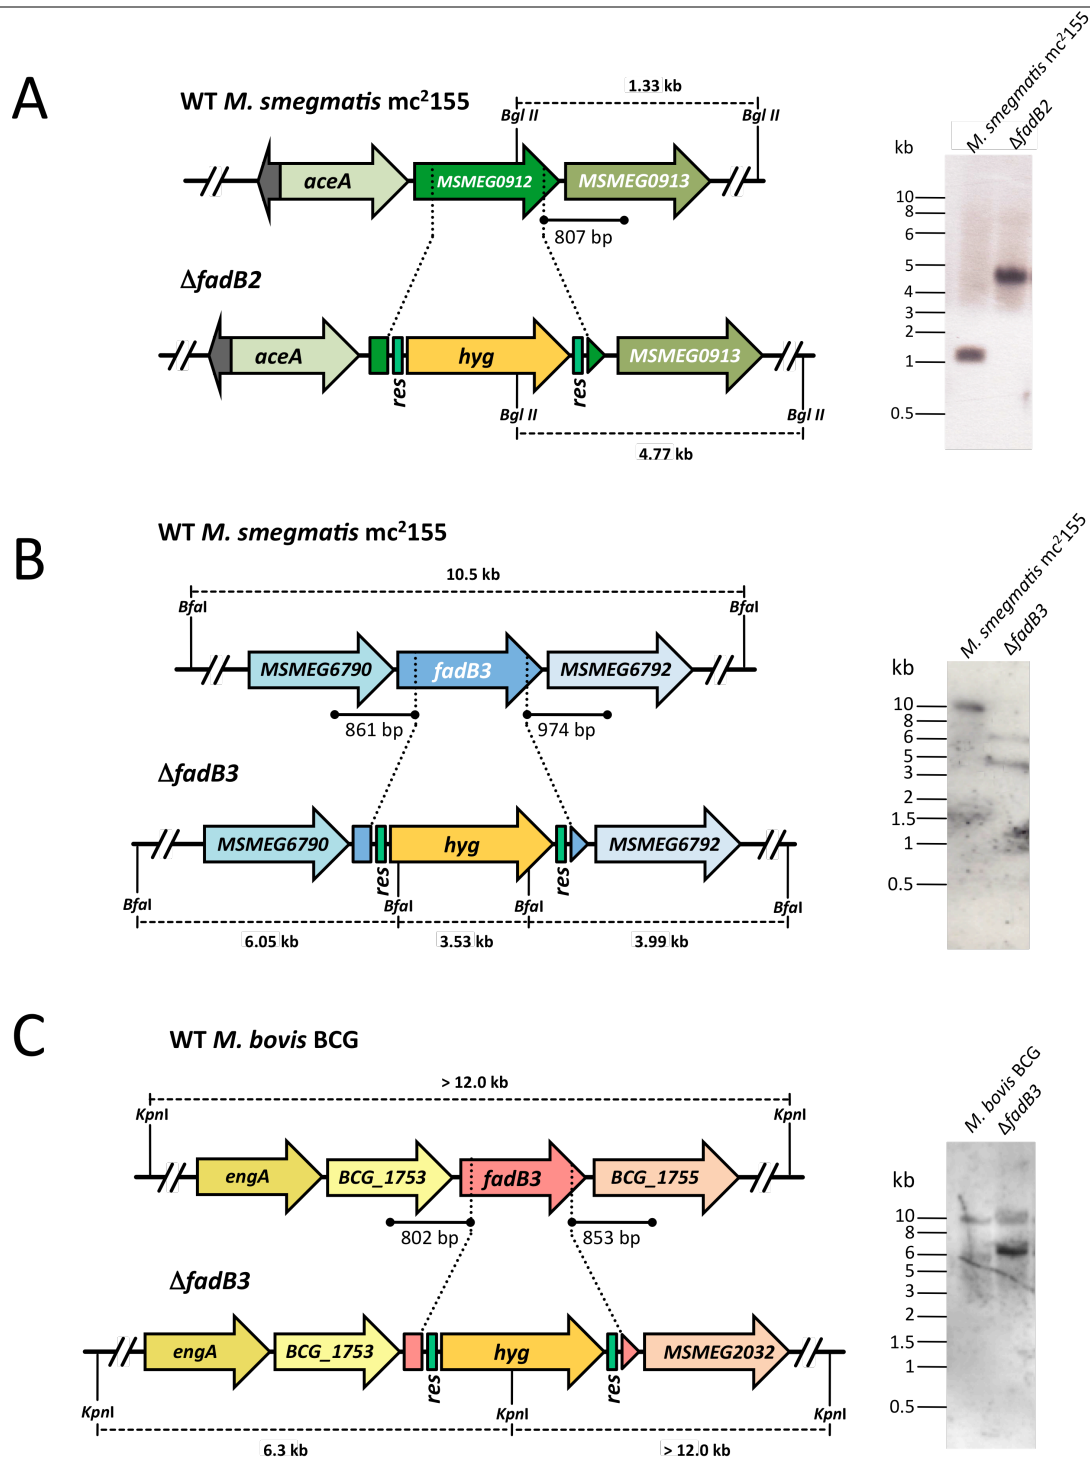 A
WT M. smegmatis mc²155
1.33 kb
Bgl II
Bgl II
aceA
MSMEG0912
MSMEG0913
807 bp
ΔfadB2
aceA
res
hyg
res
MSMEG0913
Bgl II
Bgl II
4.77 kb
M. smegmatis mc²155
ΔfadB2
kb
10
8
6
5
4
3
2
1
0.5
B
WT M. smegmatis mc²155
10.5 kb
BfaI
BfaI
MSMEG6790
fadB3
MSMEG6792
861 bp
974 bp
ΔfadB3
MSMEG6790
res
hyg
res
MSMEG6792
BfaI
BfaI
BfaI
BfaI
6.05 kb
3.53 kb
3.99 kb
M. smegmatis mc²155
ΔfadB3
kb
10
8
6
5
3
2
1.5
1
0.5
C
WT M. bovis BCG
> 12.0 kb
KpnI
KpnI
engA
BCG_1753
fadB3
BCG_1755
802 bp
853 bp
ΔfadB3
engA
BCG_1753
res
hyg
res
MSMEG2032
KpnI
KpnI
KpnI
6.3 kb
> 12.0 kb
M. bovis BCG
ΔfadB3
kb
10
8
6
5
3
2
1.5
1
0.5